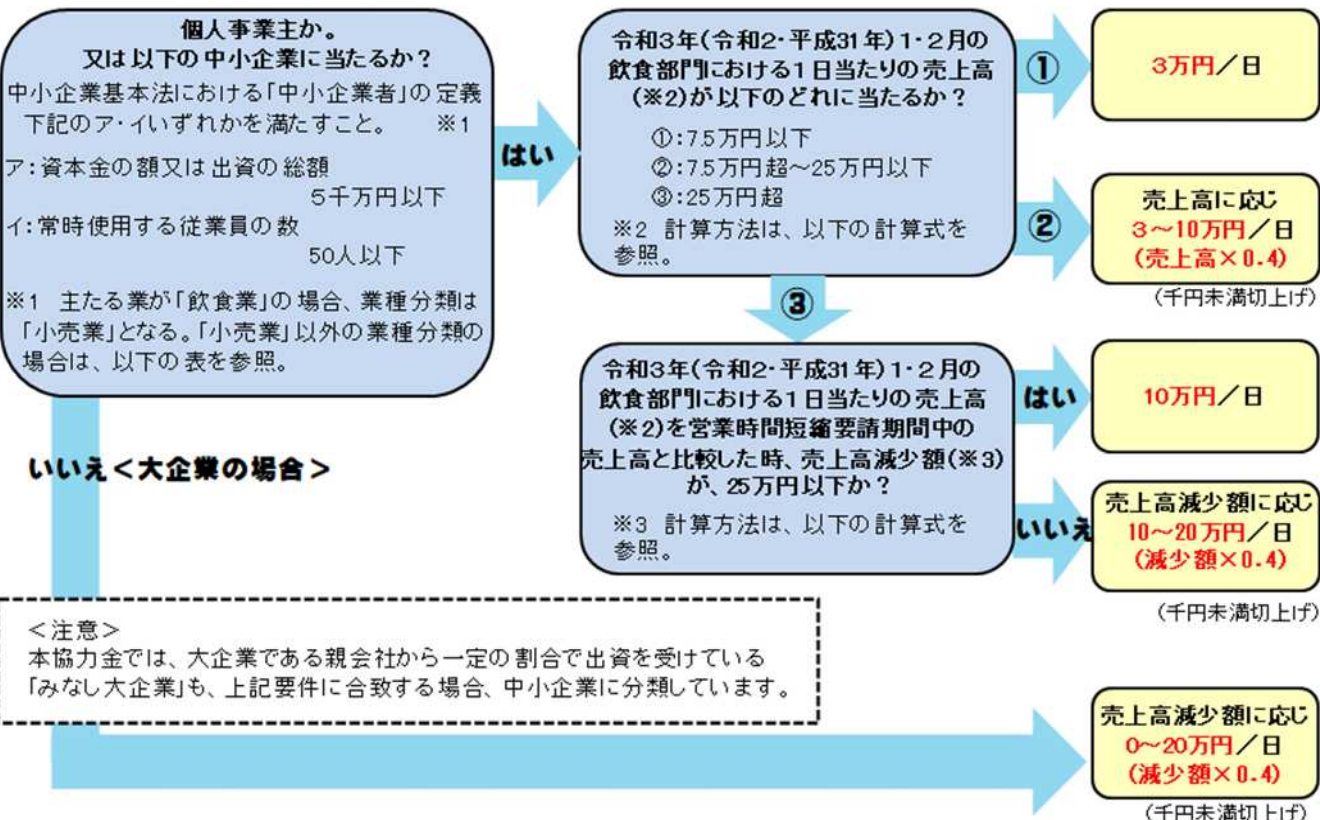 個人事業主か。
又は以下の中小企業に当たるか？
中小企業基本法における「中小企業者」の定義
下記のア・イいずれかを満たすこと。　※1
ア：資本金の額又は出資の総額
5千万円以下
イ：常時使用する従業員の数
50人以下
※1　主たる業が「飲食業」の場合、業種分類は
「小売業」となる。「小売業」以外の業種分類の
場合は、以下の表を参照。
はい
令和3年(令和2・平成31年)1・2月の
飲食部門における1日当たりの売上高
(※2)が以下のどれに当たるか？
①：7.5万円以下
②：7.5万円超～25万円以下
③：25万円超
※2　計算方法は、以下の計算式を
参照。
①
3万円／日
②
売上高に応じ
3～10万円／日
(売上高×0.4)
(千円未満切上げ)
③
令和3年(令和2・平成31年)1・2月の
飲食部門における1日当たりの売上高
(※2)を営業時間短縮要請期間中の
売上高と比較した時、売上高減少額(※3)
が、25万円以下か？
※3　計算方法は、以下の計算式を
参照。
はい
10万円／日
いいえ
売上高減少額に応じ
10～20万円／日
(減少額×0.4)
(千円未満切上げ)
いいえ＜大企業の場合＞
＜注意＞
本協力金では、大企業である親会社から一定の割合で出資を受けている
「みなし大企業」も、上記要件に合致する場合、中小企業に分類しています。
売上高減少額に応じ
0～20万円／日
(減少額×0.4)
(千円未満切上げ)